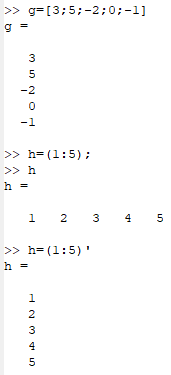 >> g=[3;5;-2;0;-1]
g =
3
5
-2
0
-1
>> h=(1:5);
>> h
h =
1 2 3 4 5
>> h=(1:5)'
h =
1
2
3
4
5